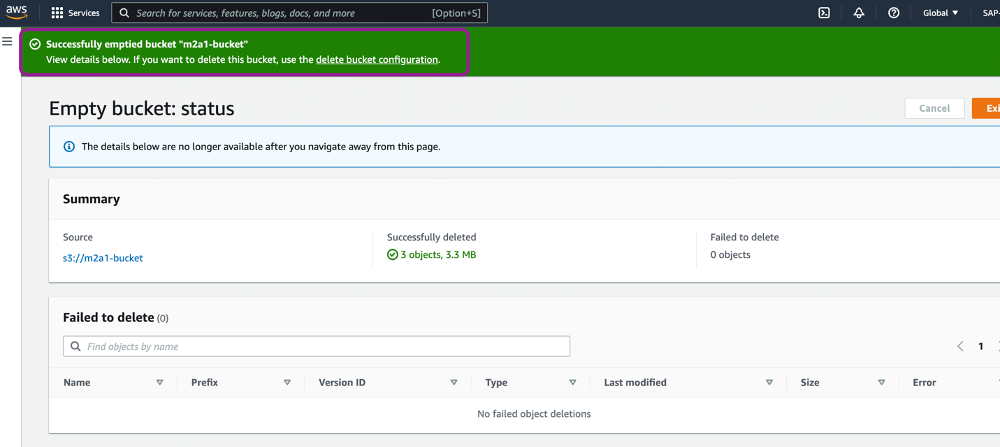 aws
Services
Search for services, features, blogs, docs, and more
[Option+S]
Global
SAP-
Successfully emptied bucket "m2a1-bucket"
View details below. If you want to delete this bucket, use the delete bucket configuration.
Empty bucket: status
Cancel
Exi
The details below are no longer available after you navigate away from this page.
Summary
Source
s3://m2a1-bucket
Successfully deleted
3 objects, 3.3 MB
Failed to delete
0 objects
Failed to delete (0)
Find objects by name
1
Name
Prefix
Version ID
Type
Last modified
Size
Error
No failed object deletions